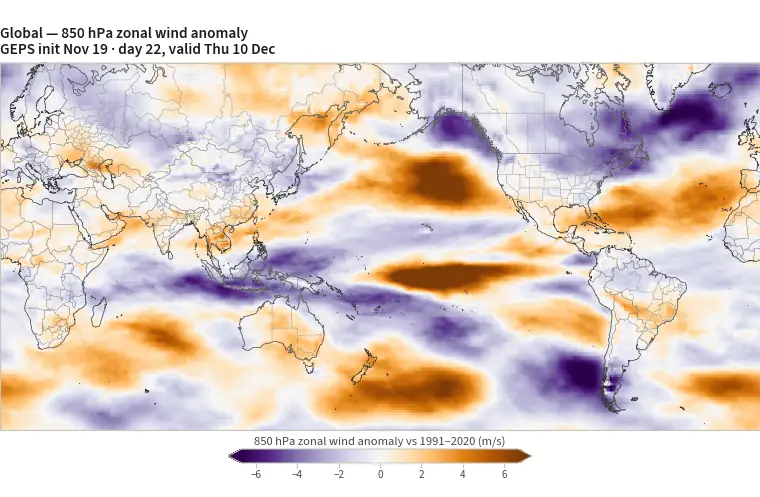 Global — 850 hPa zonal wind anomaly
GEPS init Nov 19 · day 22, valid Thu 10 Dec
850 hPa zonal wind anomaly vs 1991–2020 (m/s)
−6 −4 −2 0 2 4 6